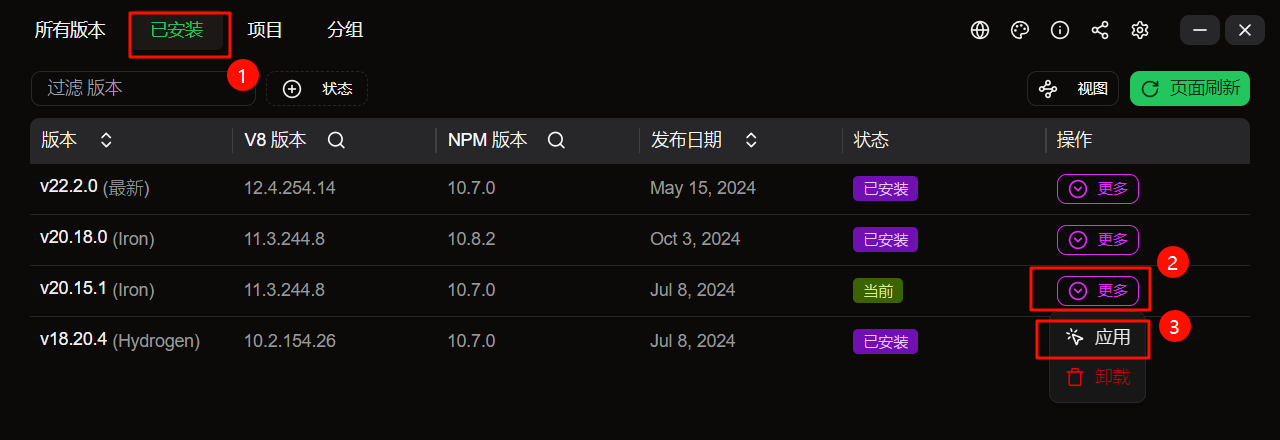 所有版本 已安装 项目 分组
1
过滤 版本 状态 视图 页面刷新
版本 V8 版本 NPM 版本 发布日期 状态 操作
v22.2.0 (最新) 12.4.254.14 10.7.0 May 15, 2024 已安装 更多
v20.18.0 (Iron) 11.3.244.8 10.8.2 Oct 3, 2024 已安装 更多
2
v20.15.1 (Iron) 11.3.244.8 10.7.0 Jul 8, 2024 当前 更多
3
v18.20.4 (Hydrogen) 10.2.154.26 10.7.0 Jul 8, 2024 已安装 应用
卸载